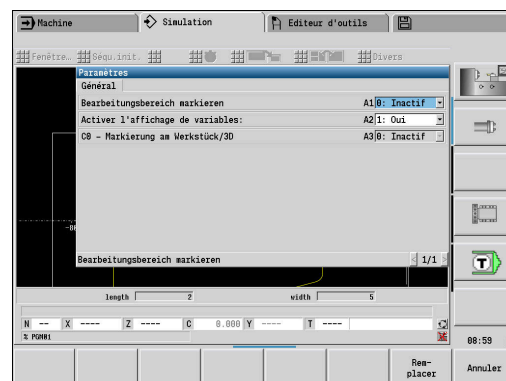 Machine Simulation Editeur d'outils
Fenêtre… Séqu.init. Divers
Paramètres
Général
Bearbeitungsbereich markieren A1 0: Inactif
Activer l'affichage de variables: A2 1: Oui
C0 - Markierung am Werkstück/3D A3 0: Inactif
Bearbeitungsbereich markieren 1/1
length 2 width 5
N -- X ---- Z ---- C 0.000 Y ---- T ----
% PGM01
08:59
Rem-
placer
Annuler
T